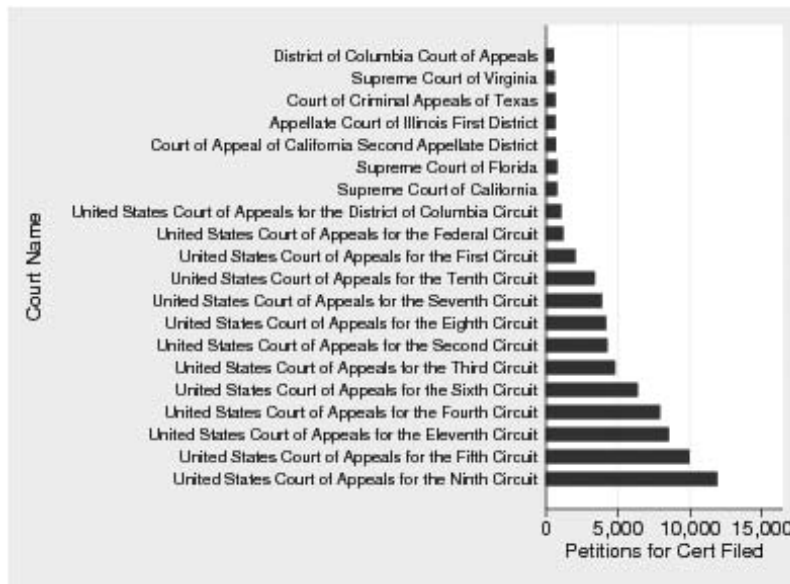 District of Columbia Court of Appeals
Supreme Court of Virginia
Court of Criminal Appeals of Texas
Appellate Court of Illinois First District
Court of Appeal of California Second Appellate District
Supreme Court of Florida
Supreme Court of California
United States Court of Appeals for the District of Columbia Circuit
United States Court of Appeals for the Federal Circuit
United States Court of Appeals for the First Circuit
United States Court of Appeals for the Tenth Circuit
United States Court of Appeals for the Seventh Circuit
United States Court of Appeals for the Eighth Circuit
United States Court of Appeals for the Second Circuit
United States Court of Appeals for the Third Circuit
United States Court of Appeals for the Sixth Circuit
United States Court of Appeals for the Fourth Circuit
United States Court of Appeals for the Eleventh Circuit
United States Court of Appeals for the Fifth Circuit
United States Court of Appeals for the Ninth Circuit
Court Name
0 5,000 10,000 15,000
Petitions for Cert Filed